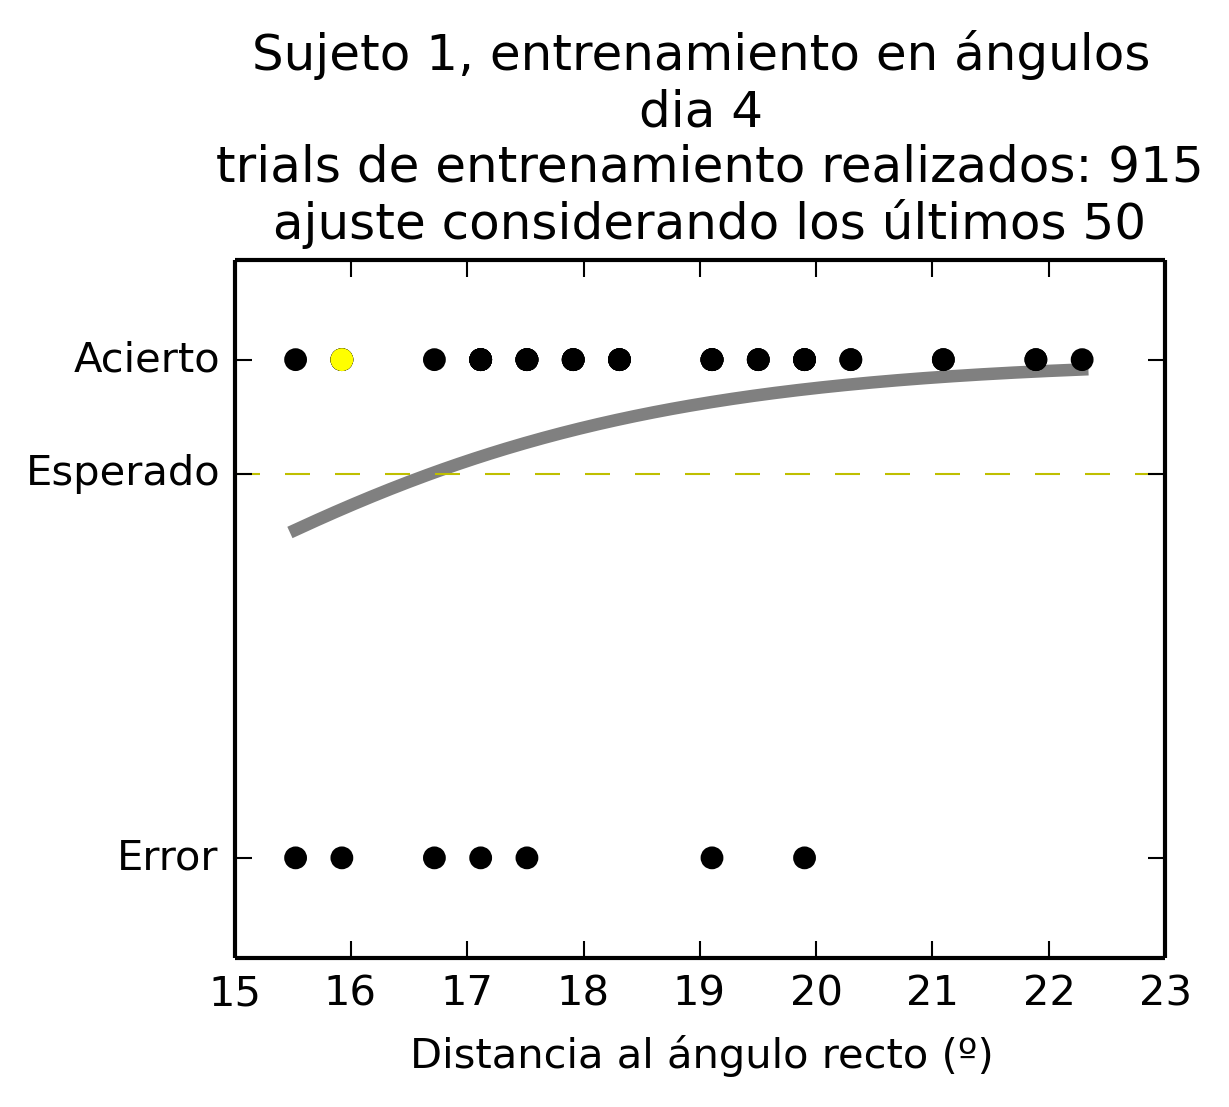 Sujeto 1, entrenamiento en ángulos
dia 4
trials de entrenamiento realizados: 915
ajuste considerando los últimos 50
Acierto
Esperado
Error
15 16 17 18 19 20 21 22 23
Distancia al ángulo recto (º)